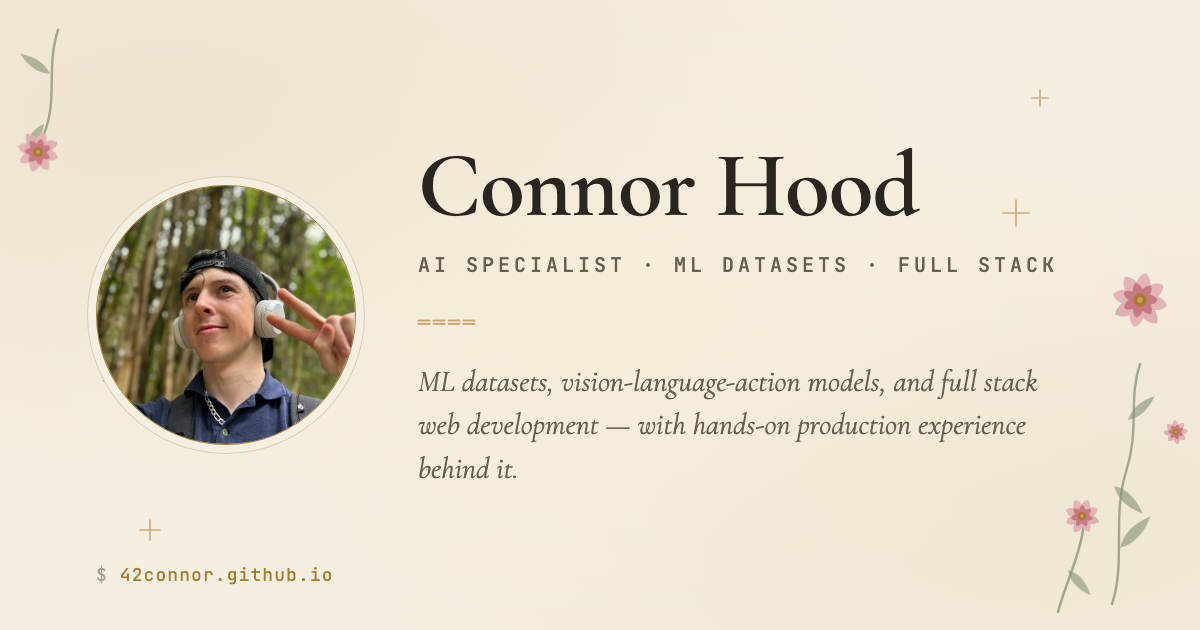 Connor Hood
AI SPECIALIST · ML DATASETS · FULL STACK
====
ML datasets, vision-language-action models, and full stack
web development — with hands-on production experience
behind it.
$ 42connor.github.io